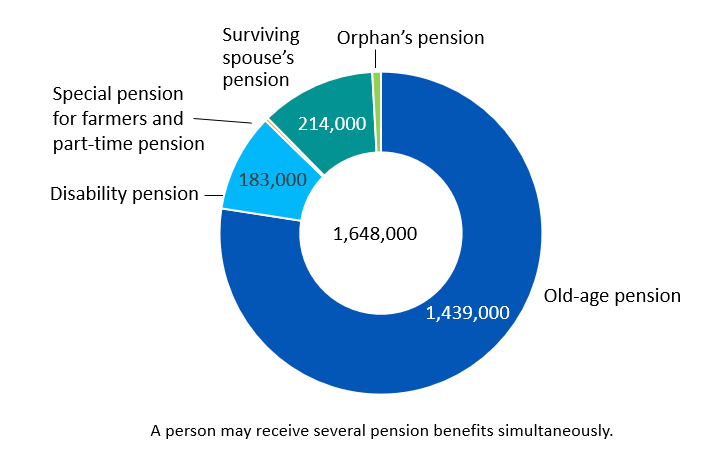 Surviving
spouse’s
pension
Orphan’s pension
Special pension
for farmers and
part-time pension
214,000
183,000
Disability pension
1,648,000
Old-age pension
1,439,000
A person may receive several pension benefits simultaneously.